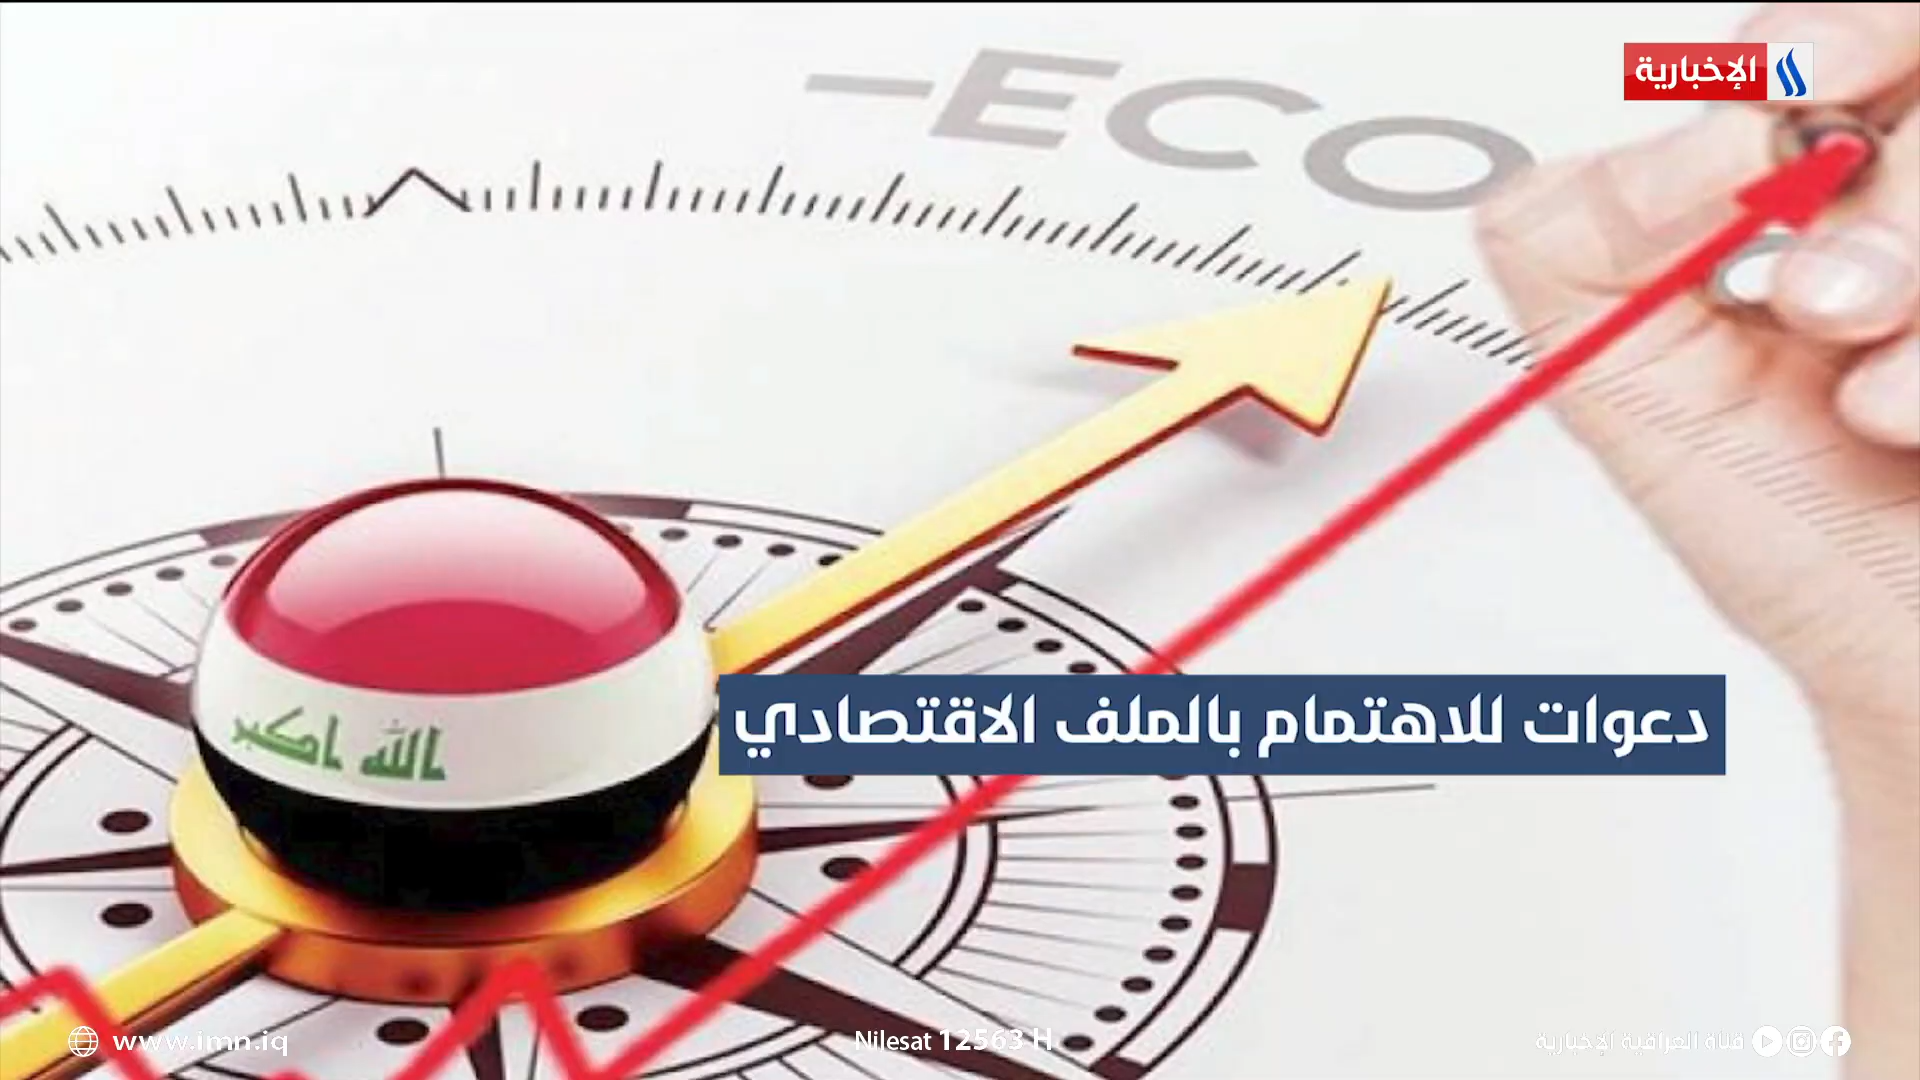 الإخبارية
–ECO
الله اكبر
دعوات للاهتمام بالملف الاقتصادي
www.imn.iq
Nilesat 12563 H
قناة العراقية الإخبارية